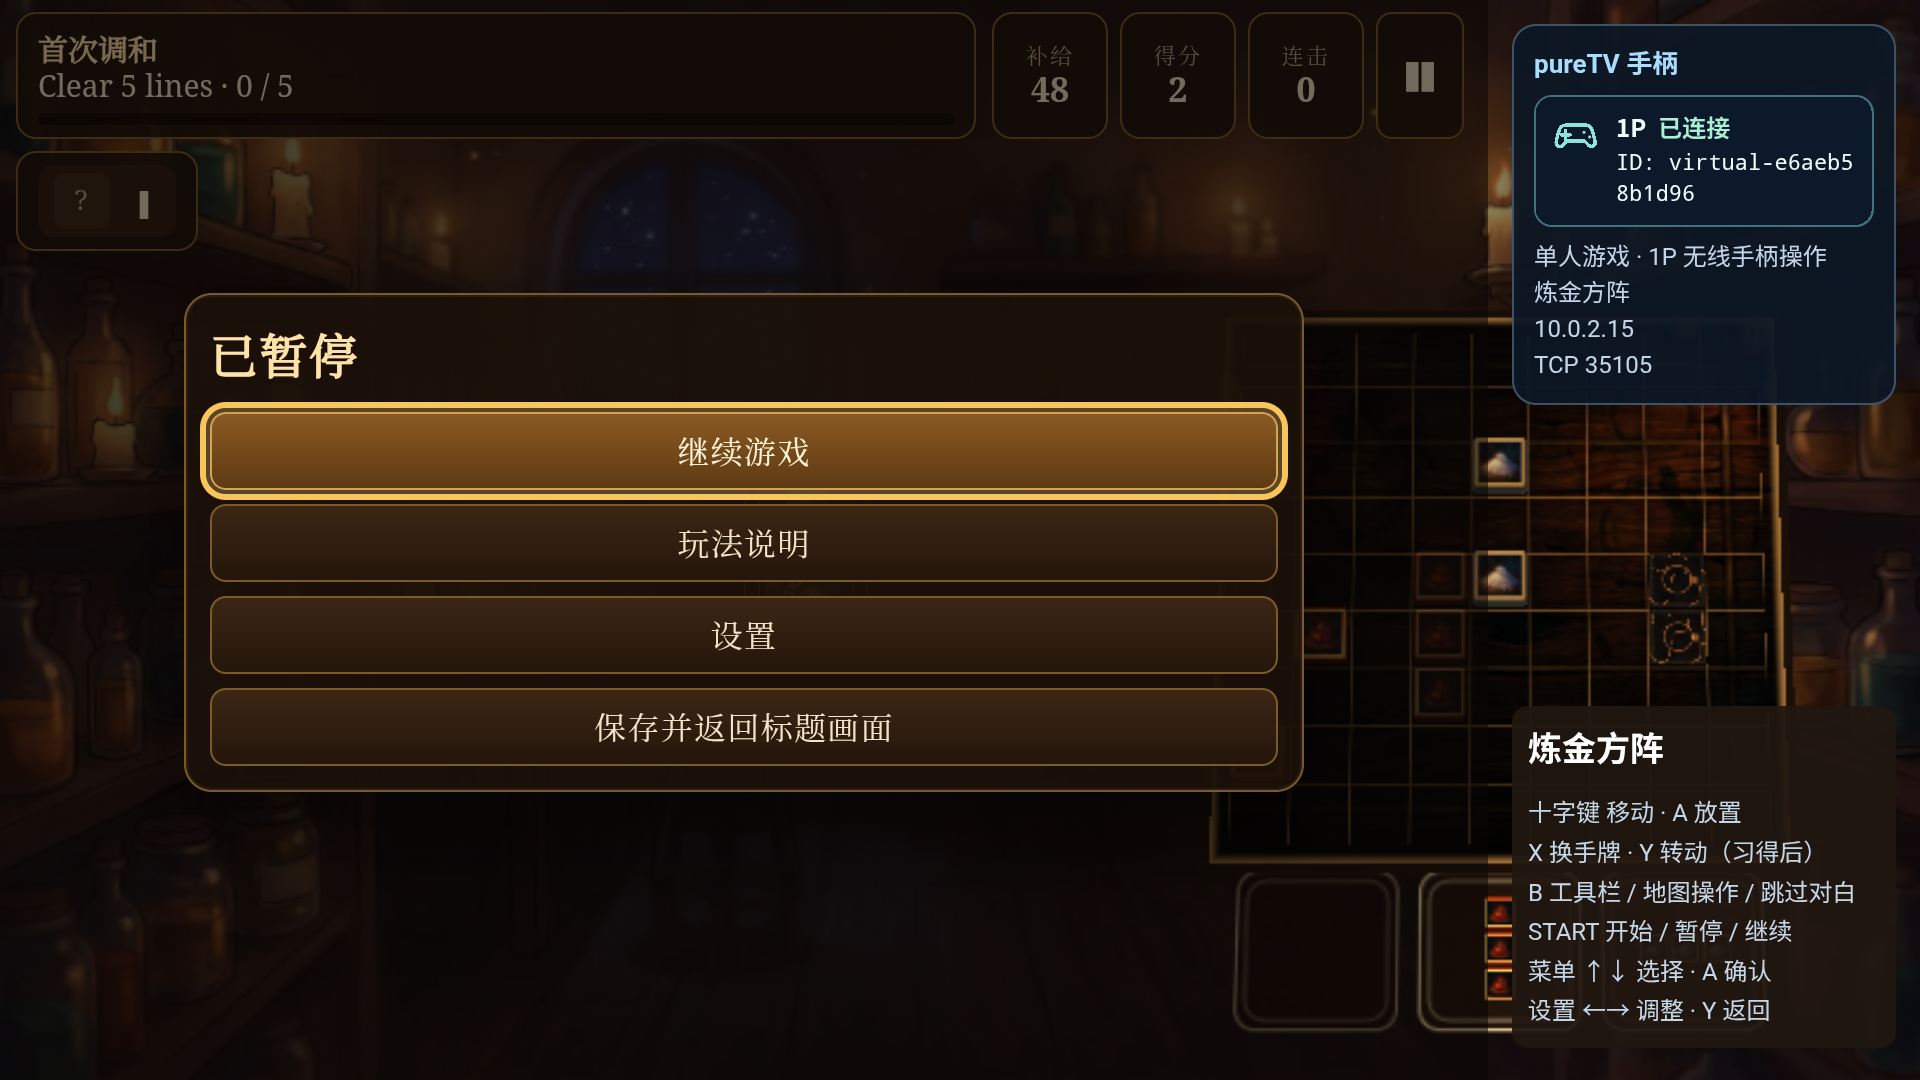 首次调和
Clear 5 lines · 0 / 5
补给
48
得分
2
连击
0
?
已暂停
继续游戏
玩法说明
设置
保存并返回标题画面
pureTV 手柄
1P 已连接
ID: virtual-e6aeb5
8b1d96
单人游戏 · 1P 无线手柄操作
炼金方阵
10.0.2.15
TCP 35105
炼金方阵
十字键 移动 · A 放置
X 换手牌 · Y 转动（习得后）
B 工具栏 / 地图操作 / 跳过对白
START 开始 / 暂停 / 继续
菜单 ↑↓ 选择 · A 确认
设置 ←→ 调整 · Y 返回